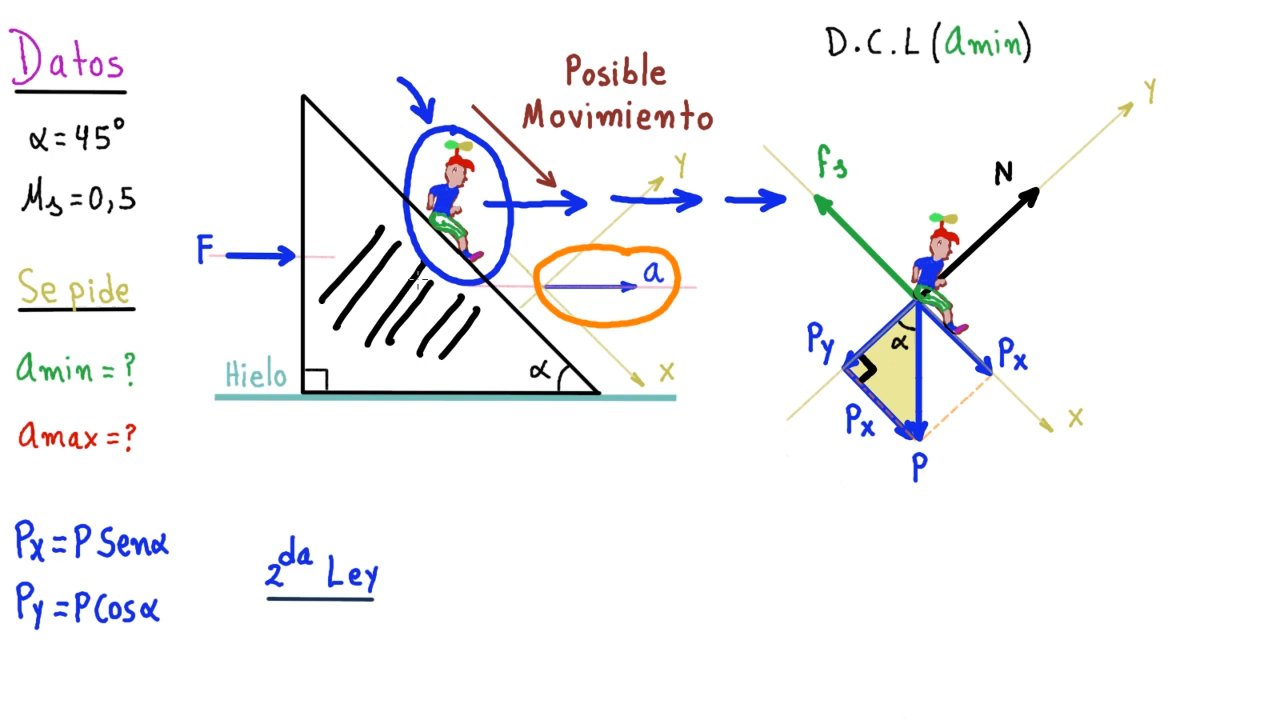 Datos
α = 45°
μs = 0,5
Se pide
amin = ?
amax = ?
Px = P Senα
Py = P Cosα
2da Ley
Posible
Movimiento
F
a
Y
X
α
Hielo
D.C.L (amin)
Y
fs
N
α
Py
Px
Px
X
P